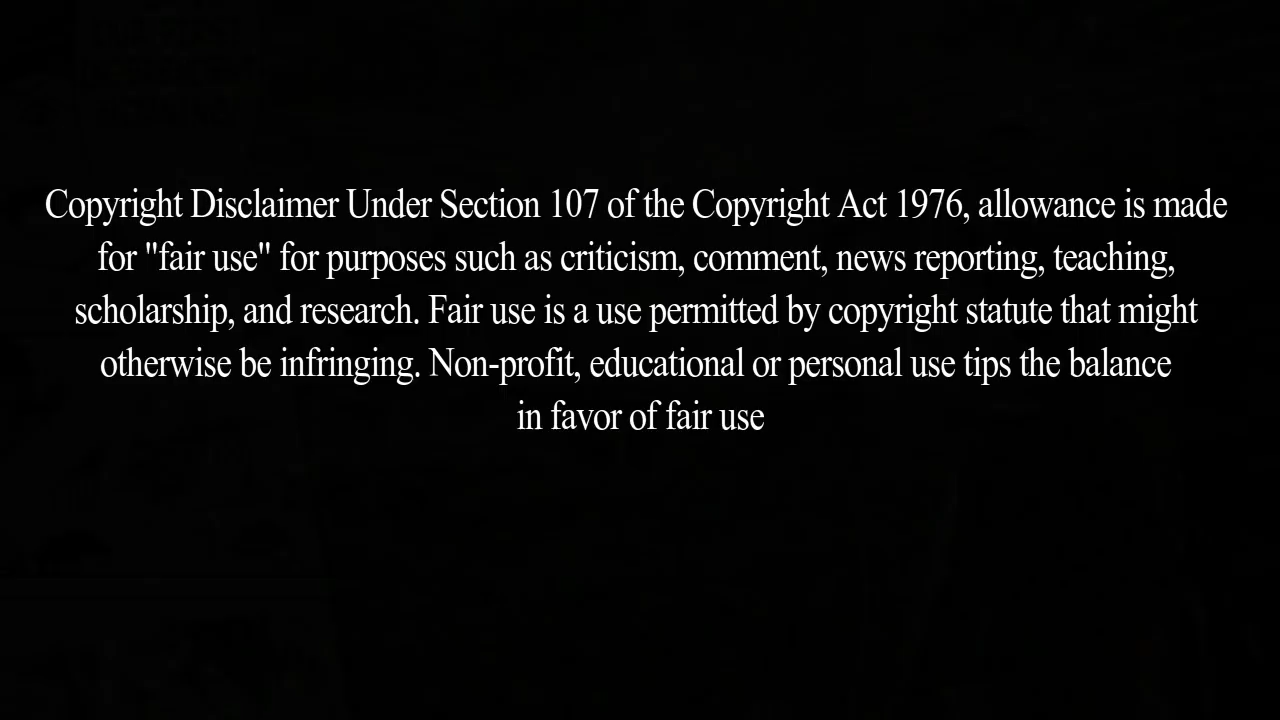 Copyright Disclaimer Under Section 107 of the Copyright Act 1976, allowance is made
for "fair use" for purposes such as criticism, comment, news reporting, teaching,
scholarship, and research. Fair use is a use permitted by copyright statute that might
otherwise be infringing. Non-profit, educational or personal use tips the balance
in favor of fair use